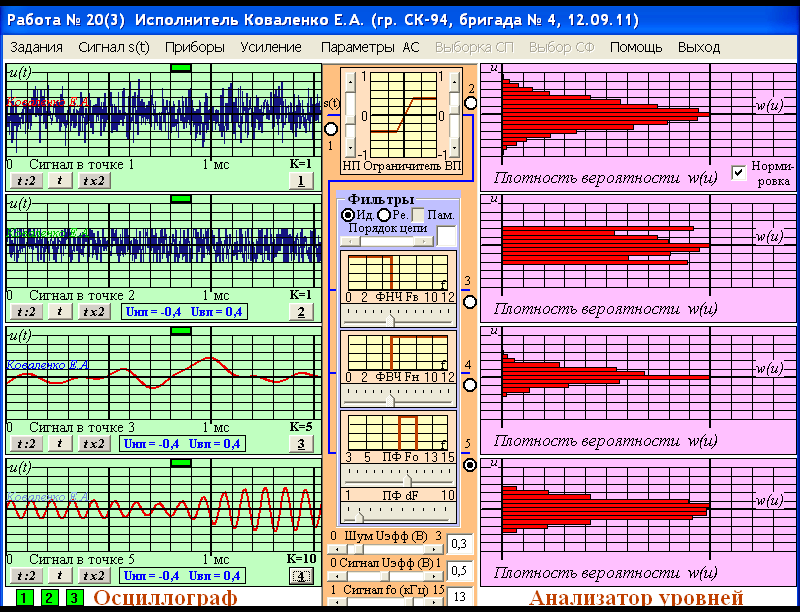 Работа № 20(3) Исполнитель Коваленко Е.А. (гр. СК-94, бригада № 4, 12.09.11)
Задания Сигнал s(t) Приборы Усиление Параметры АС Выборка СП Выбор СФ Помощь Выход
u(t)
Коваленко Е.А
0 Сигнал в точке 1 1 мс К=1
t:2 t tx2 1
u(t)
Коваленко Е.А
0 Сигнал в точке 2 1 мс К=1
t:2 t tx2 Uнп = -0,4 Uвп = 0,4 2
u(t)
Коваленко Е.А
0 Сигнал в точке 3 1 мс К=5
t:2 t tx2 Uнп = -0,4 Uвп = 0,4 3
u(t)
Коваленко Е.А
0 Сигнал в точке 5 1 мс К=10
t:2 t tx2 Uнп = -0,4 Uвп = 0,4 4
1 2 3 Осциллограф
s(t)
1
1 1
0 0
-1 -1
НП Ограничитель ВП
2
Фильтры
Ид. Ре. Пам.
Порядок цепи
f
0 2 ФНЧ Fв 10 12
3
f
0 2 ФВЧ Fн 10 12
4
f
3 5 ПФ Fo 13 15
5
1 ПФ dF 10
0 Шум Uэфф (В) 3
0,3
0 Сигнал Uэфф (В) 1
0,5
1 Сигнал fo (кГц) 15
13
u
w(u)
Плотность вероятности w(u)
Нормировка
u
w(u)
Плотность вероятности w(u)
u
w(u)
Плотность вероятности w(u)
u
w(u)
Плотность вероятности w(u)
Анализатор уровней